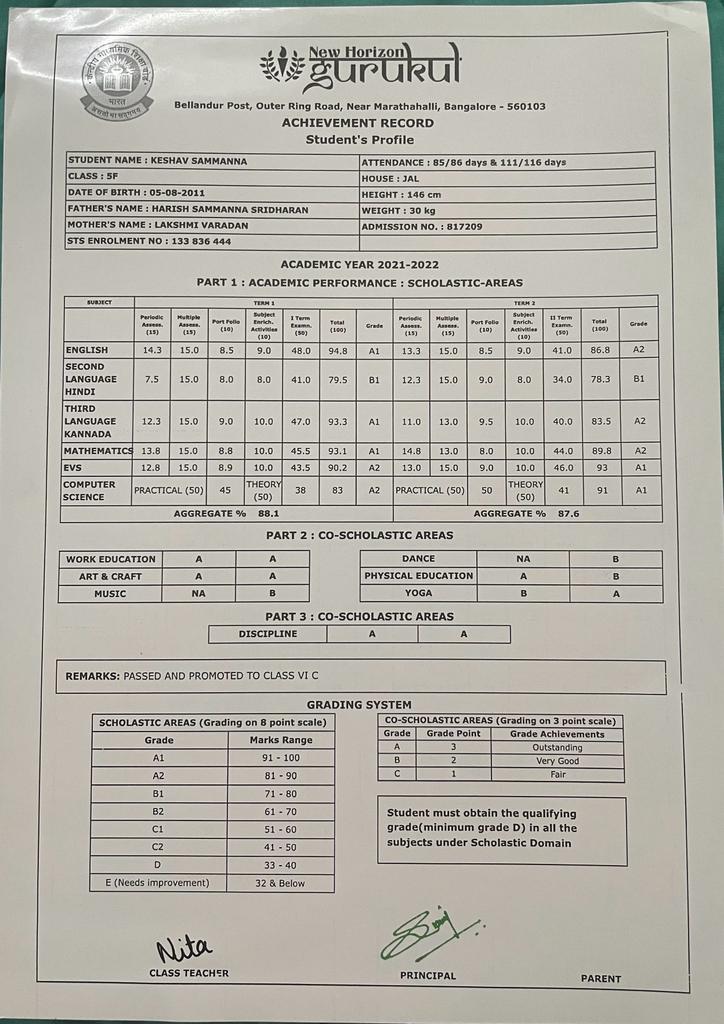 केन्द्रीय माध्यमिक शिक्षा बोर्ड
भारत
असतो मा सद्गमय
New Horizon
gurukul
Bellandur Post, Outer Ring Road, Near Marathahalli, Bangalore - 560103
ACHIEVEMENT RECORD
Student's Profile
STUDENT NAME : KESHAV SAMMANNA ATTENDANCE : 85/86 days & 111/116 days
CLASS : 5F HOUSE : JAL
DATE OF BIRTH : 05-08-2011 HEIGHT : 146 cm
FATHER'S NAME : HARISH SAMMANNA SRIDHARAN WEIGHT : 30 kg
MOTHER'S NAME : LAKSHMI VARADAN ADMISSION NO. : 817209
STS ENROLMENT NO : 133 836 444
ACADEMIC YEAR 2021-2022
PART 1 : ACADEMIC PERFORMANCE : SCHOLASTIC-AREAS
SUBJECT TERM 1 TERM 2
Periodic Assess. (15) Multiple Assess. (15) Port Folio (10) Subject Enrich. Activities (10) I Term Examn. (50) Total (100) Grade Periodic Assess. (15) Multiple Assess. (15) Port Folio (10) Subject Enrich. Activities (10) II Term Examn. (50) Total (100) Grade
ENGLISH 14.3 15.0 8.5 9.0 48.0 94.8 A1 13.3 15.0 8.5 9.0 41.0 86.8 A2
SECOND LANGUAGE HINDI 7.5 15.0 8.0 8.0 41.0 79.5 B1 12.3 15.0 9.0 8.0 34.0 78.3 B1
THIRD LANGUAGE KANNADA 12.3 15.0 9.0 10.0 47.0 93.3 A1 11.0 13.0 9.5 10.0 40.0 83.5 A2
MATHEMATICS 13.8 15.0 8.8 10.0 45.5 93.1 A1 14.8 13.0 8.0 10.0 44.0 89.8 A2
EVS 12.8 15.0 8.9 10.0 43.5 90.2 A2 13.0 15.0 9.0 10.0 46.0 93 A1
COMPUTER SCIENCE PRACTICAL (50) 45 THEORY (50) 38 83 A2 PRACTICAL (50) 50 THEORY (50) 41 91 A1
AGGREGATE % 88.1 AGGREGATE % 87.6
PART 2 : CO-SCHOLASTIC AREAS
WORK EDUCATION A A DANCE NA B
ART & CRAFT A A PHYSICAL EDUCATION A B
MUSIC NA B YOGA B A
PART 3 : CO-SCHOLASTIC AREAS
DISCIPLINE A A
REMARKS: PASSED AND PROMOTED TO CLASS VI C
GRADING SYSTEM
SCHOLASTIC AREAS (Grading on 8 point scale)
Grade Marks Range
A1 91 - 100
A2 81 - 90
B1 71 - 80
B2 61 - 70
C1 51 - 60
C2 41 - 50
D 33 - 40
E (Needs improvement) 32 & Below
CO-SCHOLASTIC AREAS (Grading on 3 point scale)
Grade Grade Point Grade Achievements
A 3 Outstanding
B 2 Very Good
C 1 Fair
Student must obtain the qualifying
grade(minimum grade D) in all the
subjects under Scholastic Domain
Nita
CLASS TEACHER PRINCIPAL PARENT